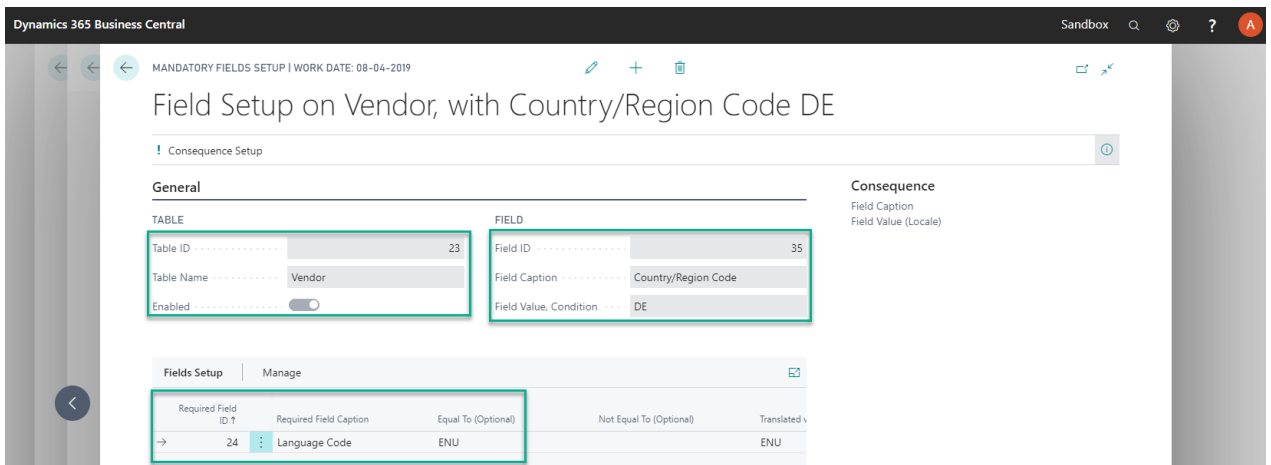 Dynamics 365 Business Central Sandbox ? A
MANDATORY FIELDS SETUP | WORK DATE: 08-04-2019
Field Setup on Vendor, with Country/Region Code DE
! Consequence Setup
General
TABLE
Table ID 23
Table Name Vendor
Enabled
FIELD
Field ID 35
Field Caption Country/Region Code
Field Value, Condition DE
Consequence
Field Caption
Field Value (Locale)
Fields Setup Manage
Required Field ID ↑ Required Field Caption Equal To (Optional) Not Equal To (Optional) Translated
→ 24 Language Code ENU ENU